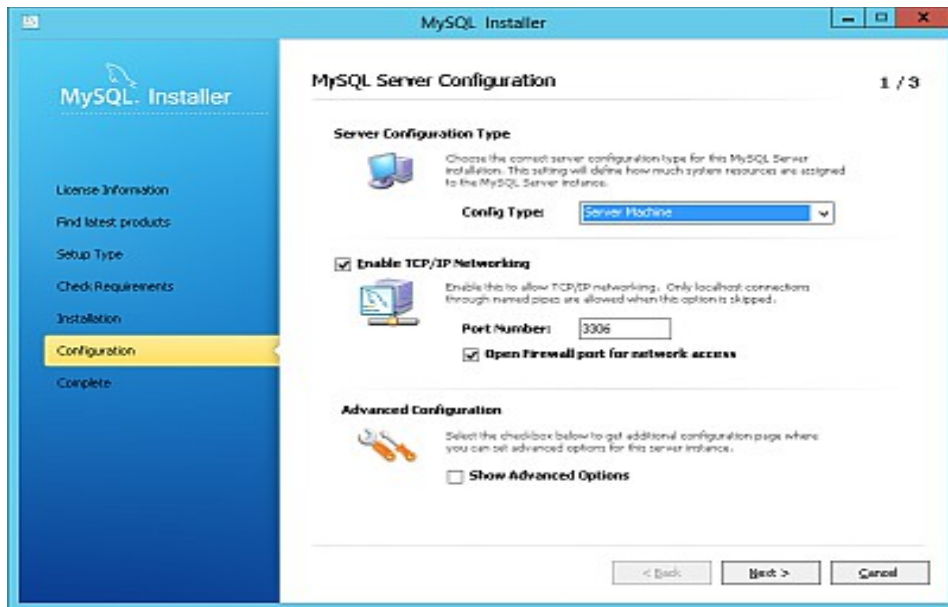 MySQL Installer
MySQL. Installer
License Information
Find latest products
Setup Type
Check Requirements
Installation
Configuration
Complete
MySQL Server Configuration
1 / 3
Server Configuration Type
Choose the correct server configuration type for this MySQL Server
installation. This setting will define how much system resources are assigned
to the MySQL Server instance.
Config Type:
Server Machine
Enable TCP/IP Networking
Enable this to allow TCP/IP networking. Only localhost connections
through named pipes are allowed when this option is skipped.
Port Number:
3306
Open Firewall port for network access
Advanced Configuration
Select the checkbox below to get additional configuration page where
you can set advanced options for this server instance.
Show Advanced Options
< Back
Next >
Cancel